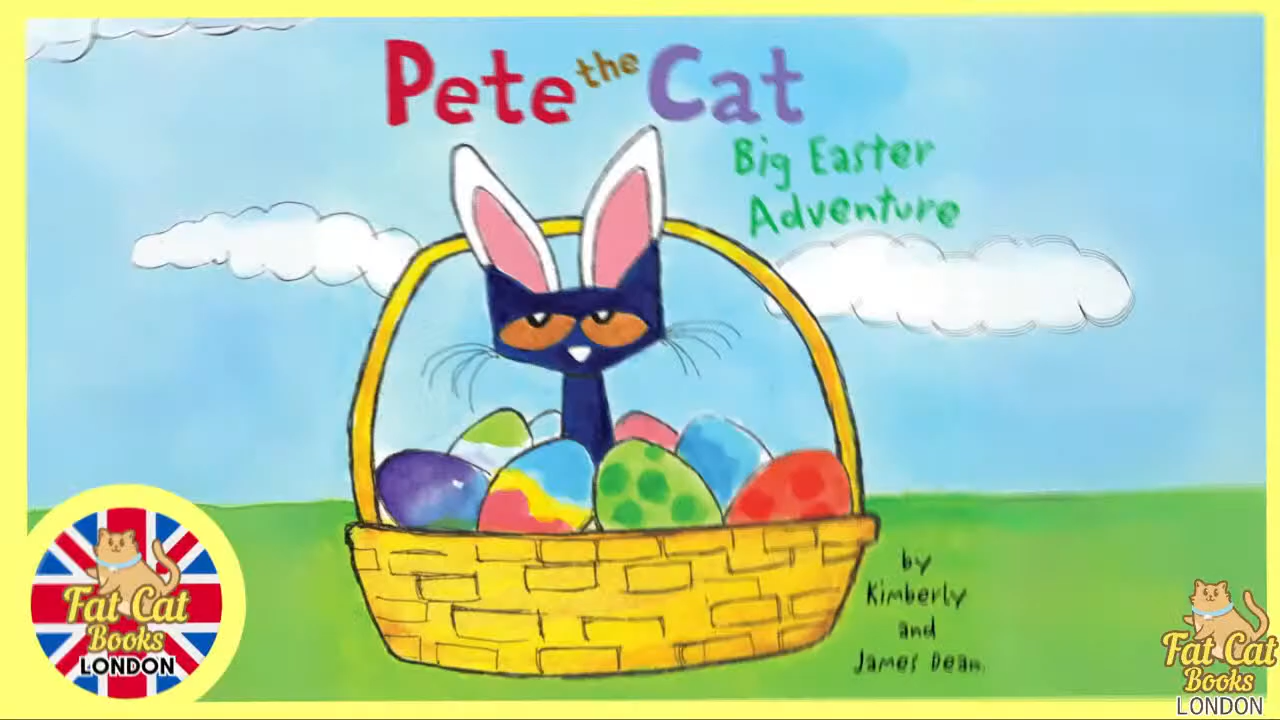 Pete the Cat
Big Easter
Adventure
by
Kimberly
and
James Dean
Fat Cat
Books
LONDON
Fat Cat
Books
LONDON